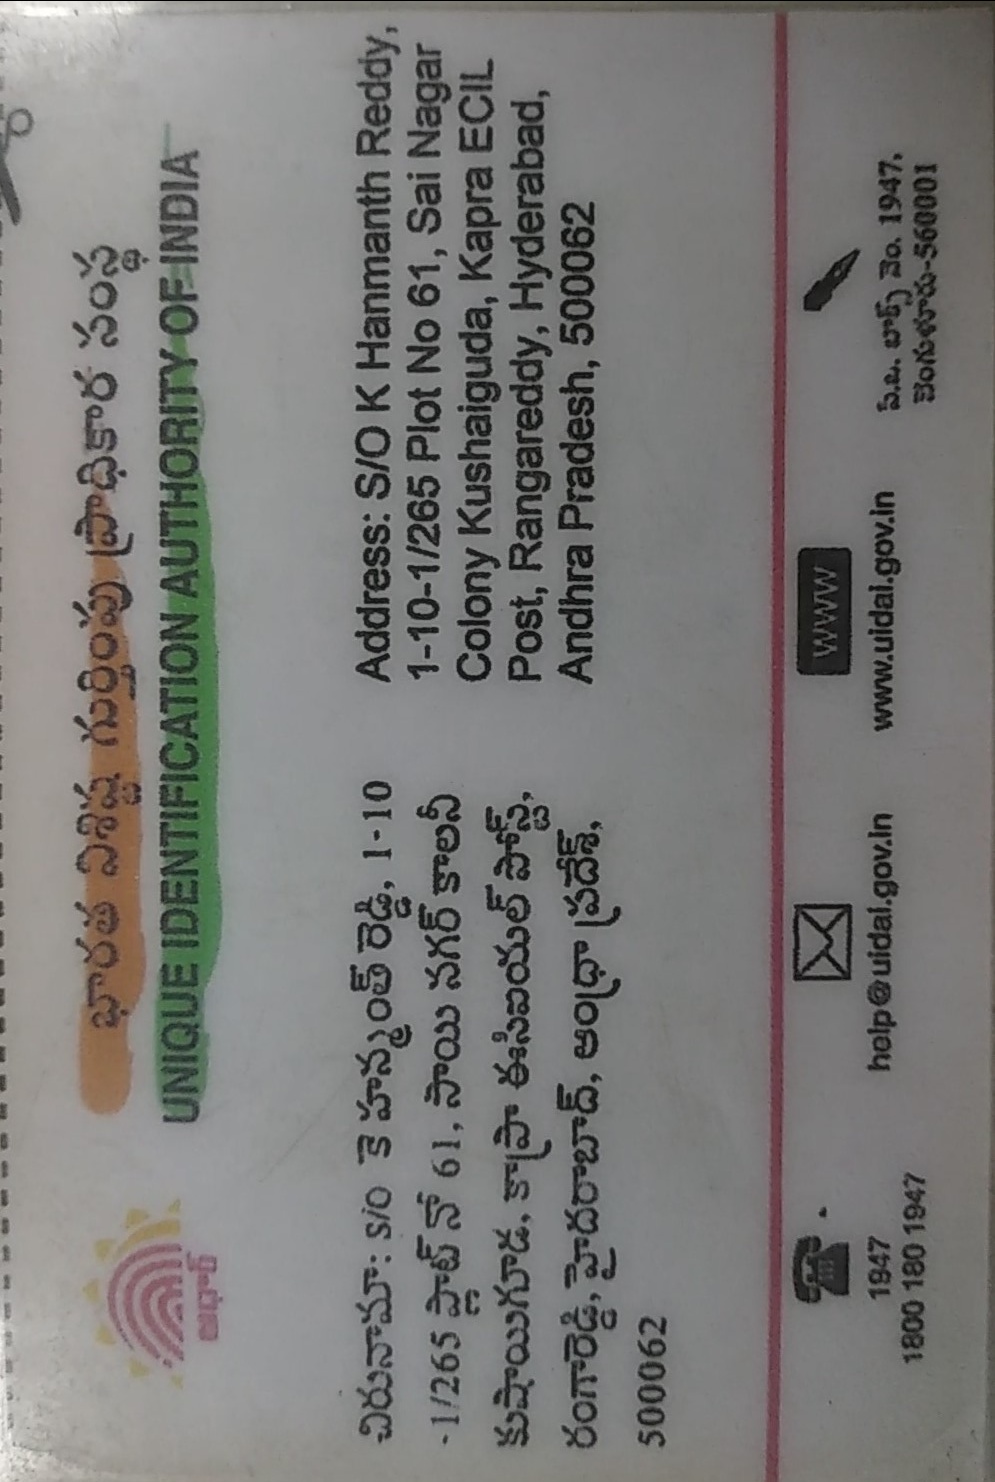 భారత విశిష్ట గుర్తింపు ప్రాధికార సంస్థ
UNIQUE IDENTIFICATION AUTHORITY OF INDIA
ఆధార్
చిరునామా: S/O కె హన్మంత్ రెడ్డి, 1-10
-1/265 ప్లాట్ నో 61, సాయి నగర్ కాలనీ
కుషాయిగూడ, కాప్రా ఈసిఐయల్ పోస్ట్,
రంగారెడ్డి, హైదరాబాద్, ఆంధ్రా ప్రదేశ్,
500062
Address: S/O K Hanmanth Reddy,
1-10-1/265 Plot No 61, Sai Nagar
Colony Kushaiguda, Kapra ECIL
Post, Rangareddy, Hyderabad,
Andhra Pradesh, 500062
1947
1800 180 1947
help@uidai.gov.in
WWW
www.uidai.gov.in
పి.ఒ. బాక్స్ నెం. 1947,
బెంగుళూరు-560001